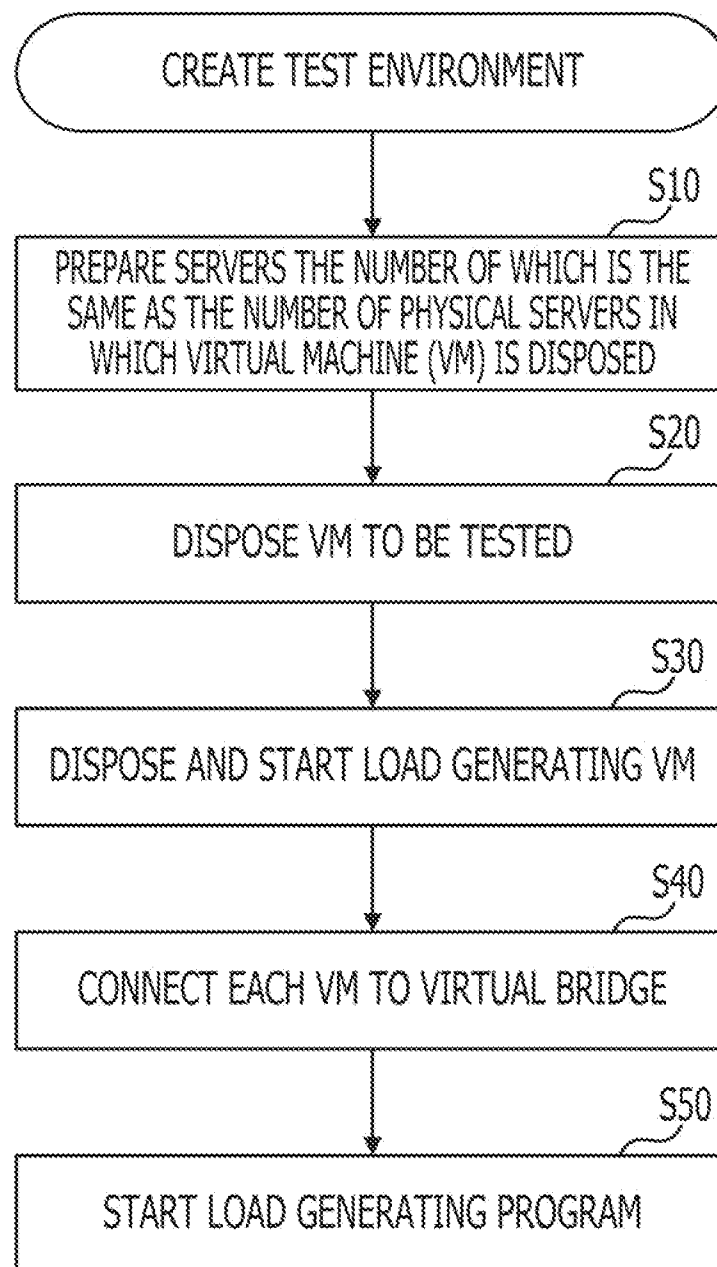 CREATE TEST ENVIRONMENT
S10
PREPARE SERVERS THE NUMBER OF WHICH IS THE
SAME AS THE NUMBER OF PHYSICAL SERVERS IN
WHICH VIRTUAL MACHINE (VM) IS DISPOSED
S20
DISPOSE VM TO BE TESTED
S30
DISPOSE AND START LOAD GENERATING VM
S40
CONNECT EACH VM TO VIRTUAL BRIDGE
S50
START LOAD GENERATING PROGRAM